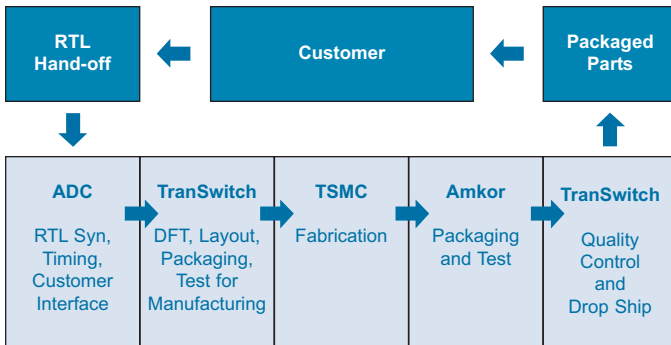 RTL
Hand-off
Customer
Packaged
Parts
ADC
RTL Syn,
Timing,
Customer
Interface
TranSwitch
DFT, Layout,
Packaging,
Test for
Manufacturing
TSMC
Fabrication
Amkor
Packaging
and Test
TranSwitch
Quality
Control
and
Drop Ship